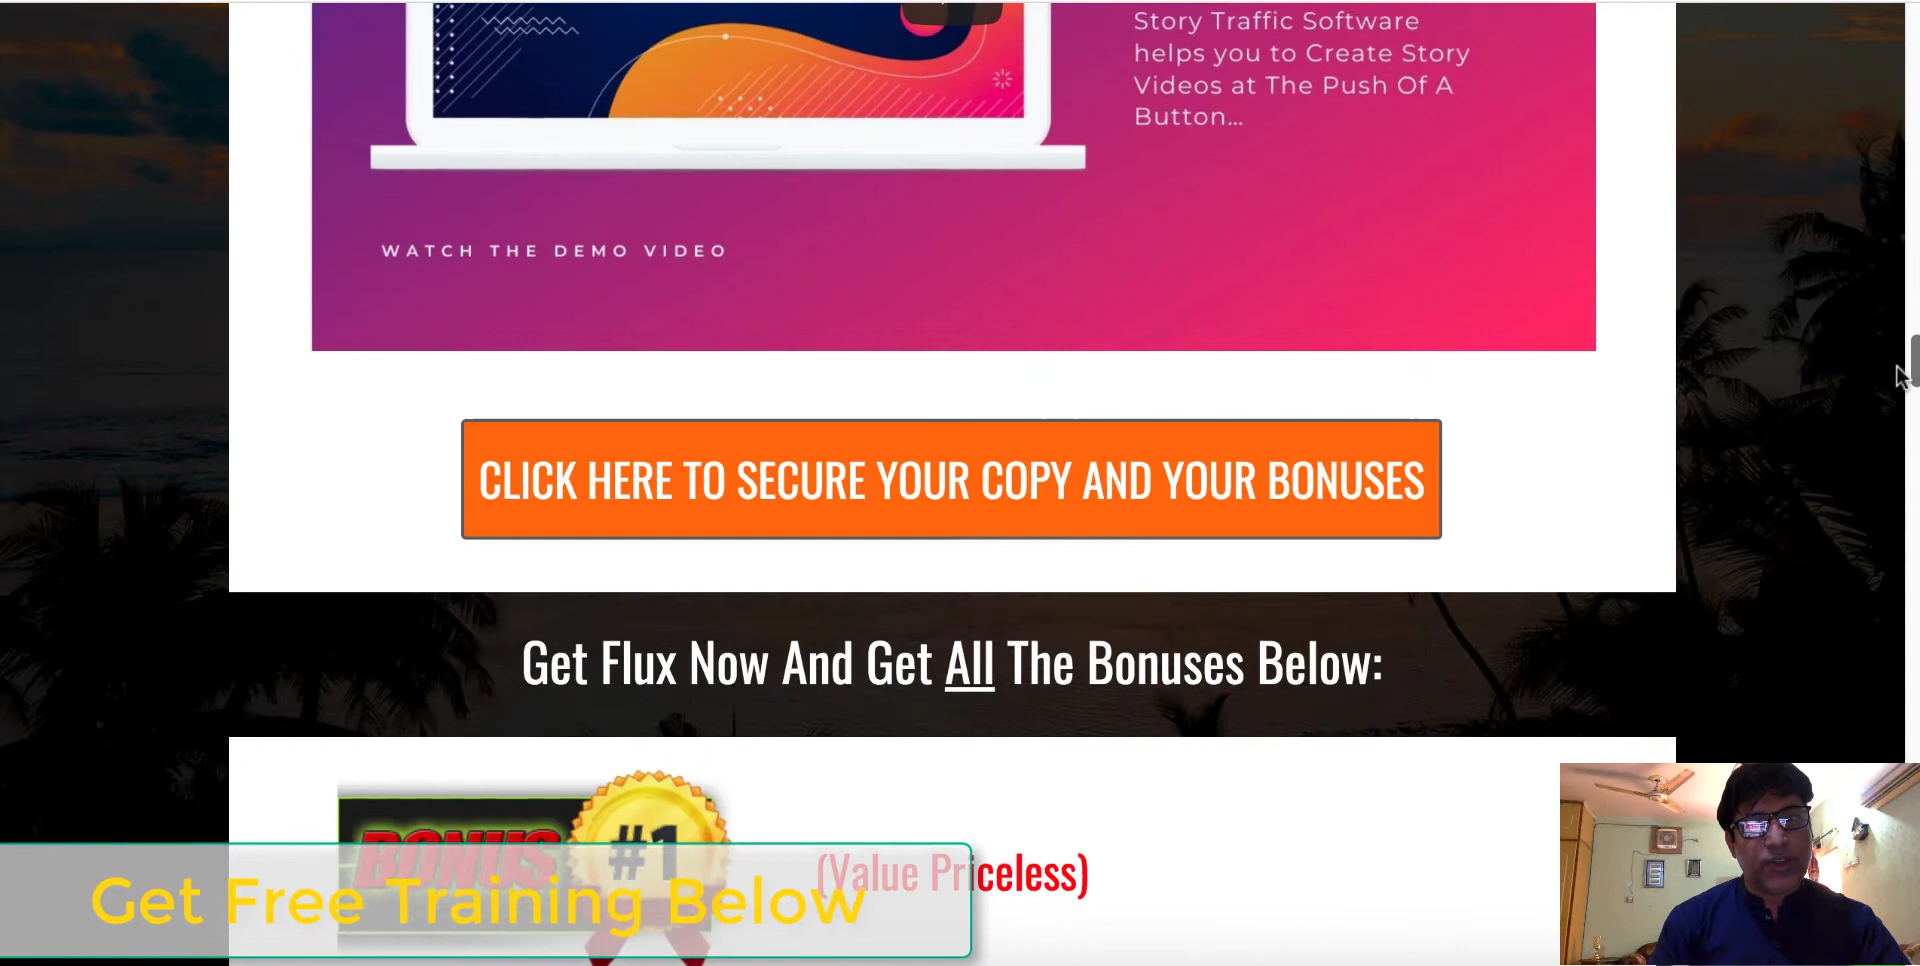 Story Traffic Software
helps you to Create Story
Videos at The Push Of A
Button...
WATCH THE DEMO VIDEO
CLICK HERE TO SECURE YOUR COPY AND YOUR BONUSES
Get Flux Now And Get All The Bonuses Below:
BONUS #1
(Value Priceless)
Get Free Training Below